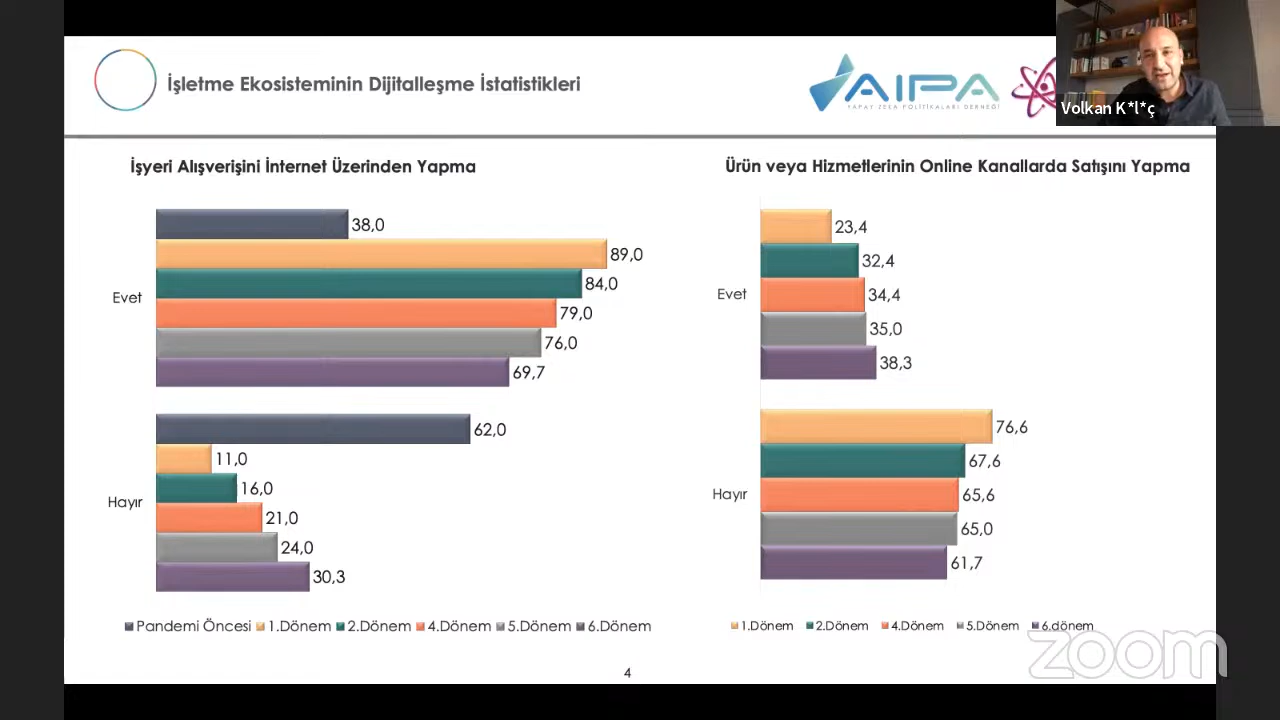 İşletme Ekosisteminin Dijitalleşme İstatistikleri
AIPA
YAPAY ZEKA POLİTİKALARI DERNEĞİ
Volkan K*l*ç
İşyeri Alışverişini İnternet Üzerinden Yapma
Evet
38,0
89,0
84,0
79,0
76,0
69,7
Hayır
62,0
11,0
16,0
21,0
24,0
30,3
Pandemi Öncesi 1.Dönem 2.Dönem 4.Dönem 5.Dönem 6.Dönem
Ürün veya Hizmetlerinin Online Kanallarda Satışını Yapma
Evet
23,4
32,4
34,4
35,0
38,3
Hayır
76,6
67,6
65,6
65,0
61,7
1.Dönem 2.Dönem 4.Dönem 5.Dönem 6.dönem
4
zoom